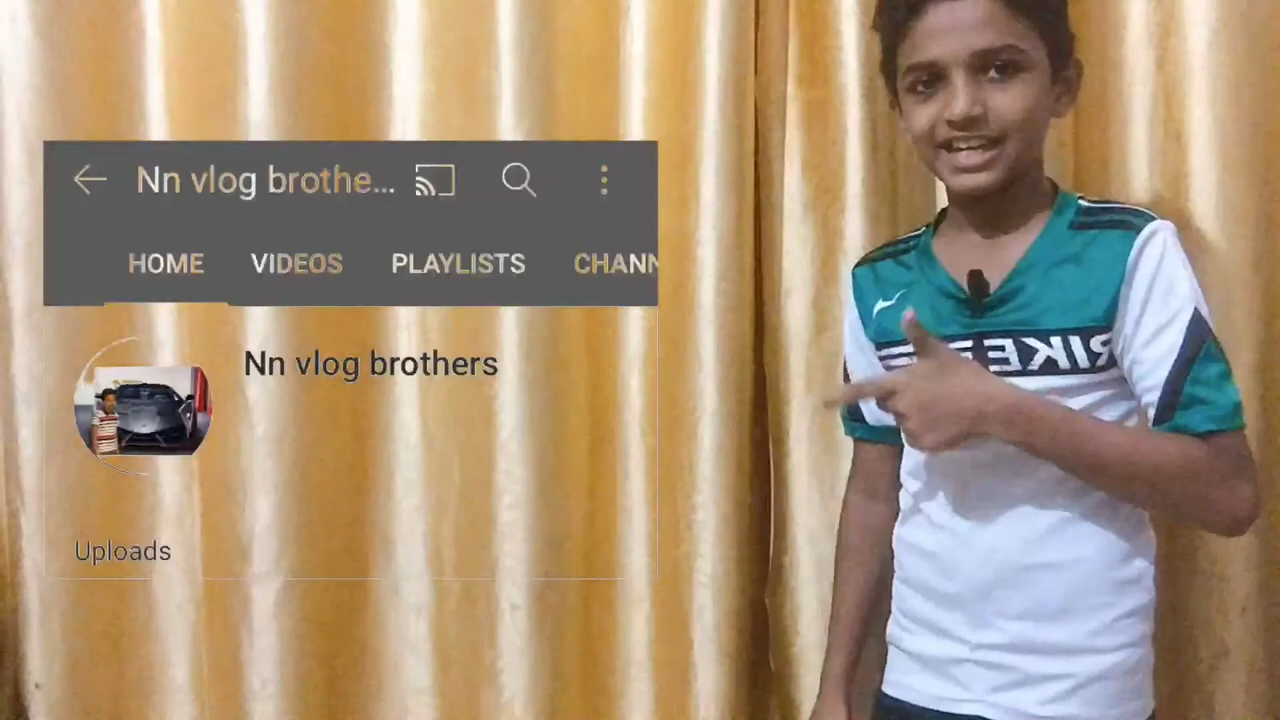 Nn vlog brothe...
HOME VIDEOS PLAYLISTS CHANN
Nn vlog brothers
Uploads